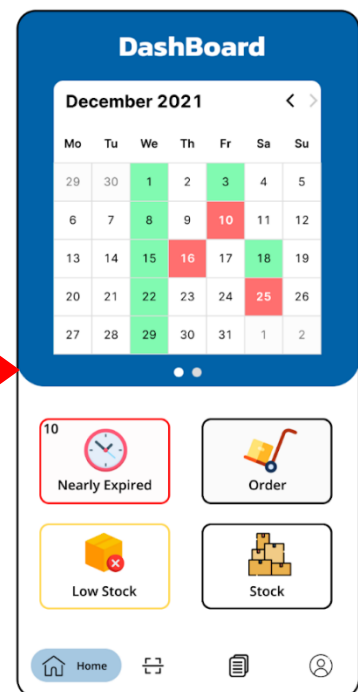 DashBoard
December 2021
Mo Tu We Th Fr Sa Su
29 30 1 2 3 4 5
6 7 8 9 10 11 12
13 14 15 16 17 18 19
20 21 22 23 24 25 26
27 28 29 30 31 1 2
10
Nearly Expired
Order
Low Stock
Stock
Home